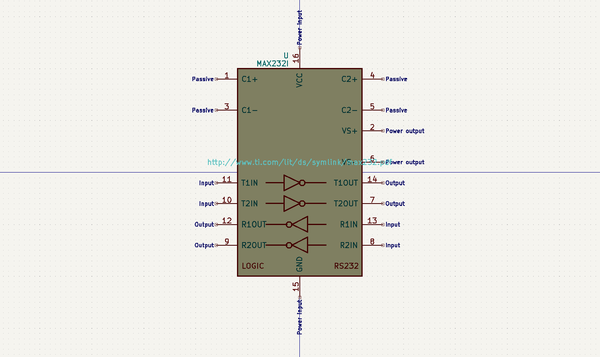 Power Input
16
U
MAX232I
VCC
Passive 1 C1+ C2+ 4 Passive
Passive 3 C1- C2- 5 Passive
VS+ 2 Power output
http://www.ti.com/lit/ds/symlink/max232.pdf
6 Power output
Input 11 T1IN T1OUT 14 Output
Input 10 T2IN T2OUT 7 Output
Output 12 R1OUT R1IN 13 Input
Output 9 R2OUT R2IN 8 Input
LOGIC GND RS232
15
Power Input